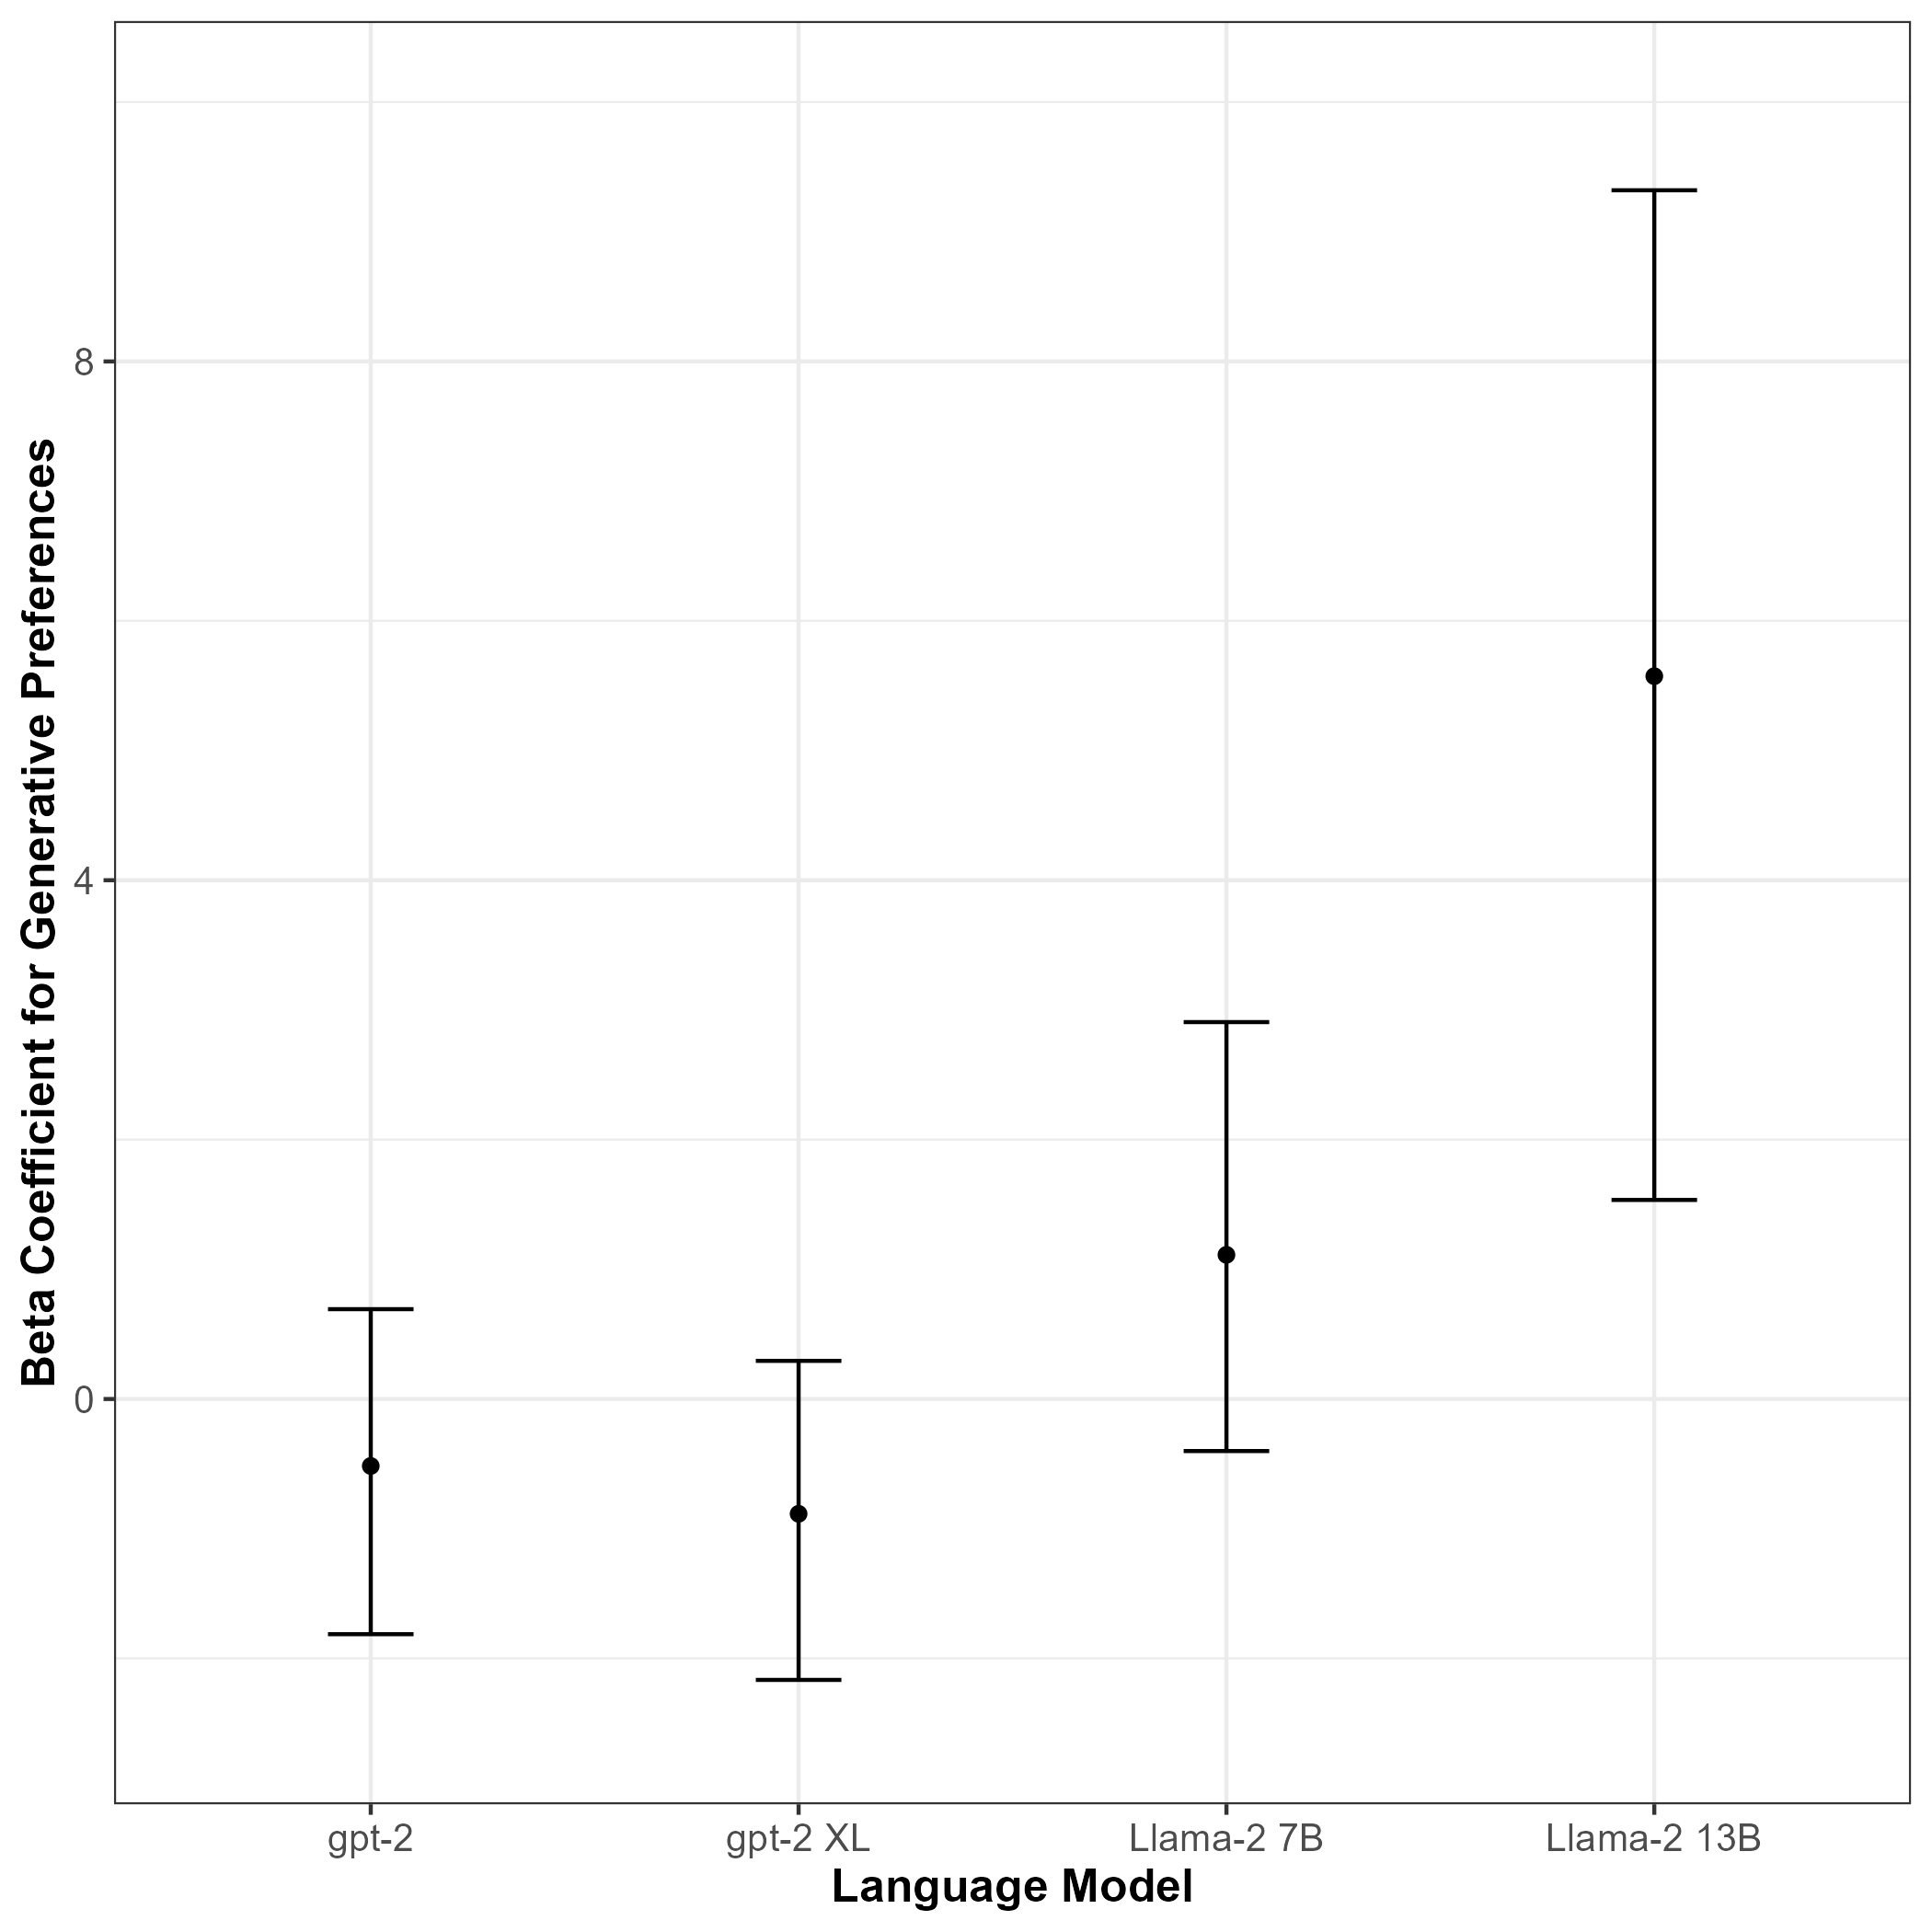 Beta Coefficient for Generative Preferences
8
4
0
gpt-2
gpt-2 XL
Llama-2 7B
Llama-2 13B
Language Model